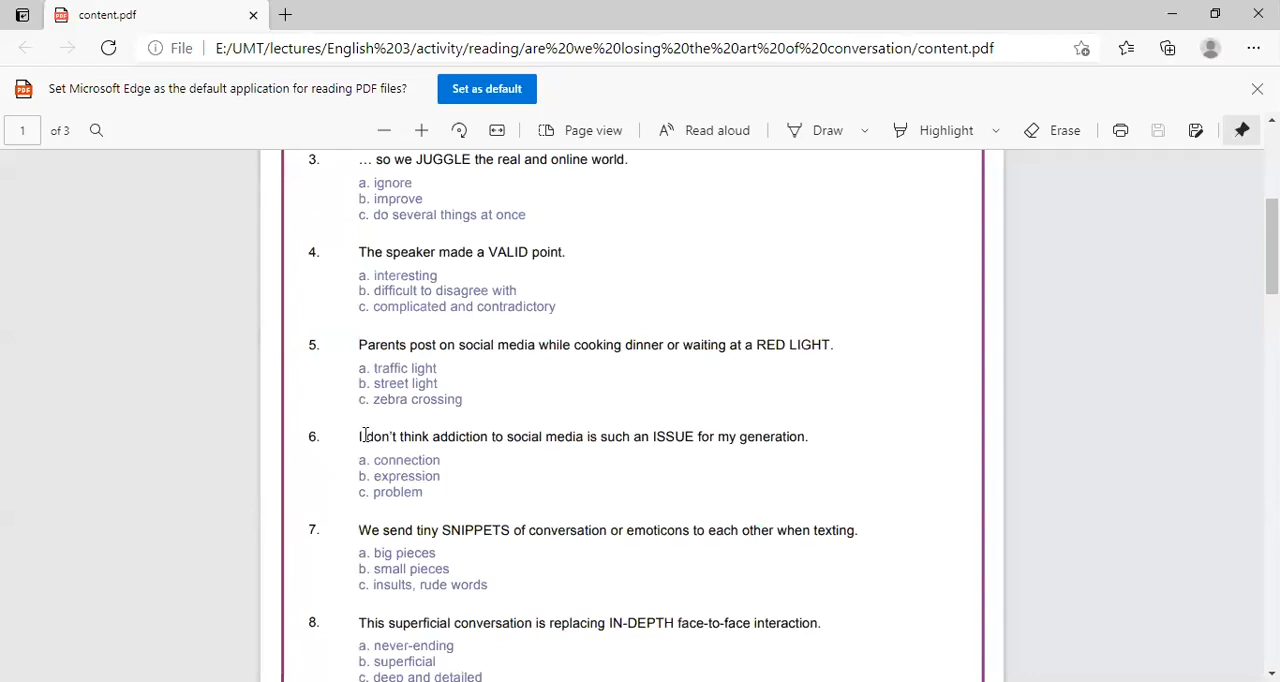 content.pdf
File
E:/UMT/lectures/English%203/activity/reading/are%20we%20losing%20the%20art%20of%20conversation/content.pdf
Set Microsoft Edge as the default application for reading PDF files?
Set as default
1 of 3
Page view
Read aloud
Draw
Highlight
Erase
3. … so we JUGGLE the real and online world.
a. ignore
b. improve
c. do several things at once
4. The speaker made a VALID point.
a. interesting
b. difficult to disagree with
c. complicated and contradictory
5. Parents post on social media while cooking dinner or waiting at a RED LIGHT.
a. traffic light
b. street light
c. zebra crossing
6. I don't think addiction to social media is such an ISSUE for my generation.
a. connection
b. expression
c. problem
7. We send tiny SNIPPETS of conversation or emoticons to each other when texting.
a. big pieces
b. small pieces
c. insults, rude words
8. This superficial conversation is replacing IN-DEPTH face-to-face interaction.
a. never-ending
b. superficial
c. deep and detailed